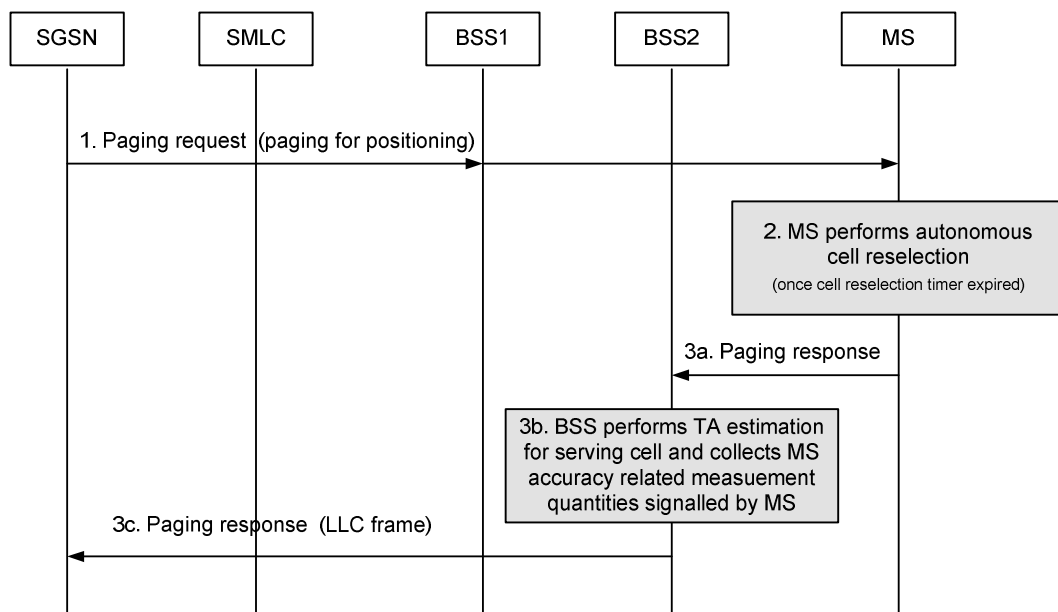 SGSN
SMLC
BSS1
BSS2
MS
1. Paging request (paging for positioning)
2. MS performs autonomous
cell reselection
(once cell reselection timer expired)
3a. Paging response
3b. BSS performs TA estimation
for serving cell and collects MS
accuracy related measuement
quantities signalled by MS
3c. Paging response (LLC frame)